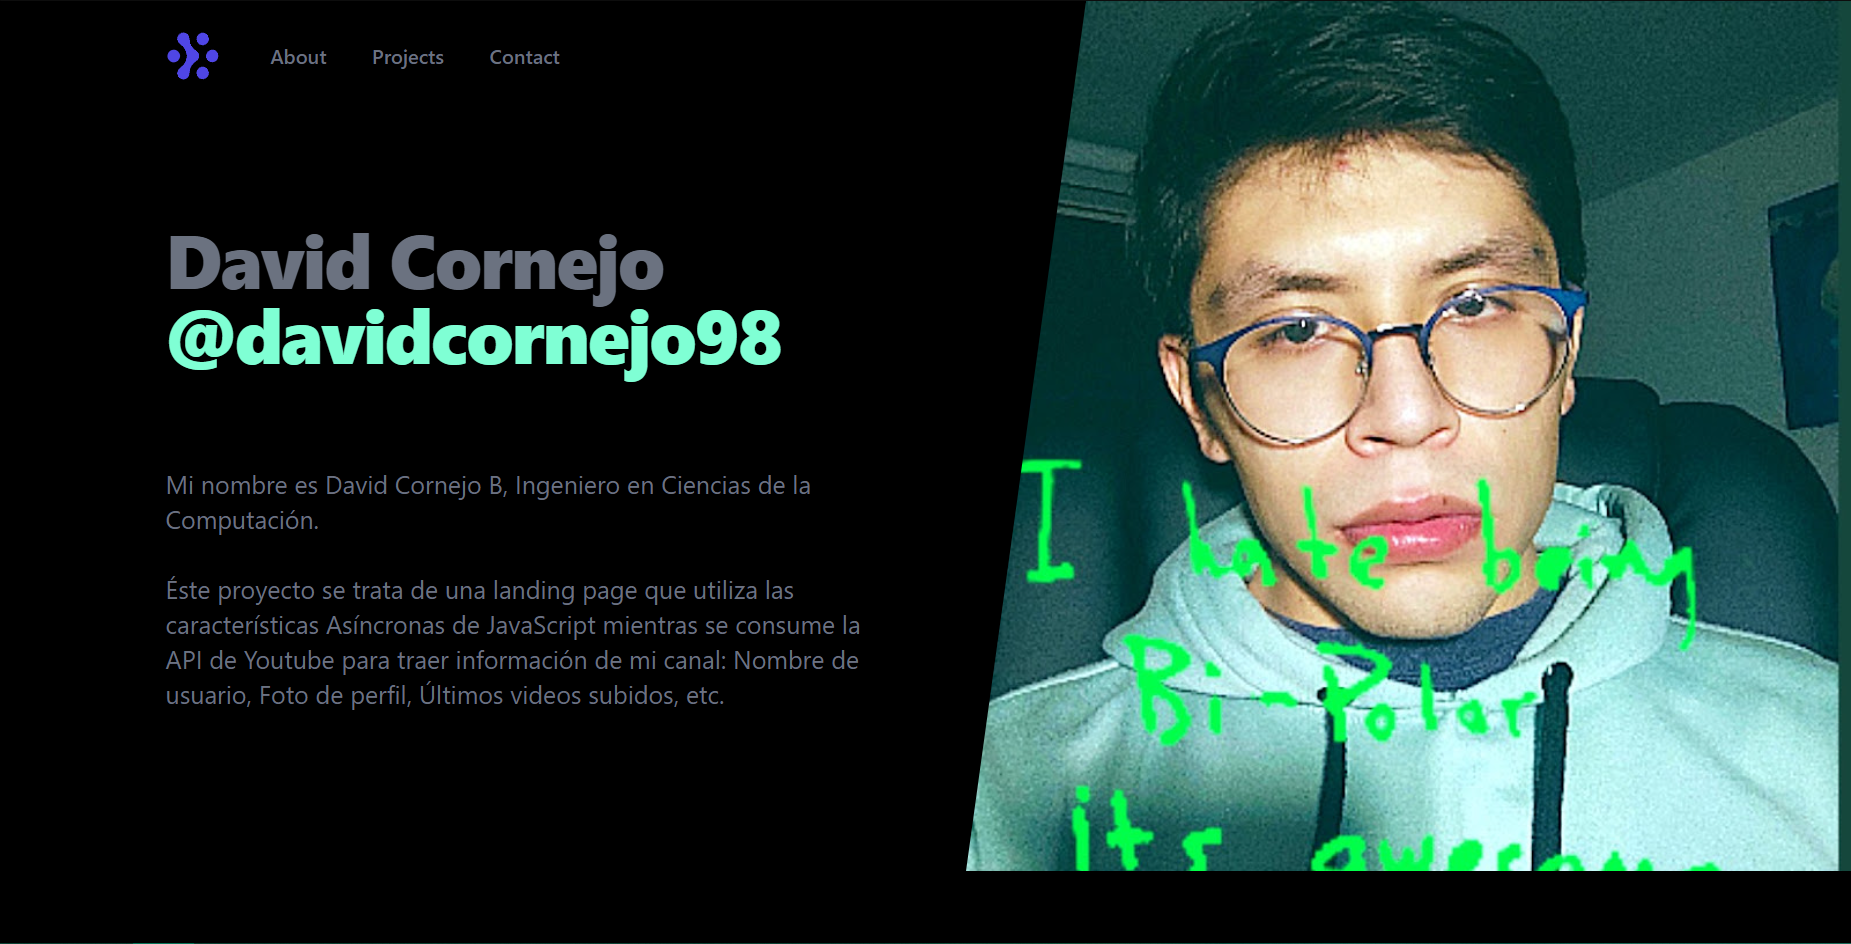 About Projects Contact
David Cornejo
@davidcornejo98
Mi nombre es David Cornejo B, Ingeniero en Ciencias de la
Computación.
Éste proyecto se trata de una landing page que utiliza las
características Asíncronas de JavaScript mientras se consume la
API de Youtube para traer información de mi canal: Nombre de
usuario, Foto de perfil, Últimos videos subidos, etc.
I hate being
Bi-Polar
its awesome